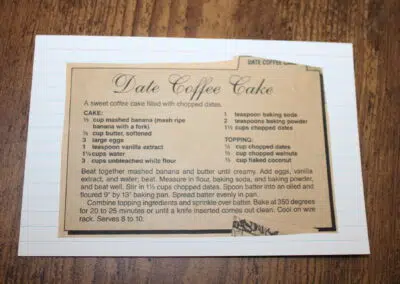 DATE COFFEE CAKE
Date Coffee Cake
A sweet coffee cake filled with chopped dates.
CAKE:
⅓ cup mashed banana (mash ripe
banana with a fork)
½ cup butter, softened
3 large eggs
1 teaspoon vanilla extract
1¼ cups water
3 cups unbleached white flour
1 teaspoon baking soda
2 teaspoons baking powder
1½ cups chopped dates
TOPPING:
⅓ cup chopped dates
⅓ cup chopped walnuts
⅓ cup flaked coconut
Beat together mashed banana and butter until creamy. Add eggs, vanilla
extract, and water; beat. Measure in flour, baking soda, and baking powder,
and beat well. Stir in 1½ cups chopped dates. Spoon batter into an oiled and
floured 9" by 13" baking pan. Spread batter evenly in pan.
Combine topping ingredients and sprinkle over batter. Bake at 350 degrees
for 20 to 25 minutes or until a knife inserted comes out clean. Cool on wire
rack. Serves 8 to 10.